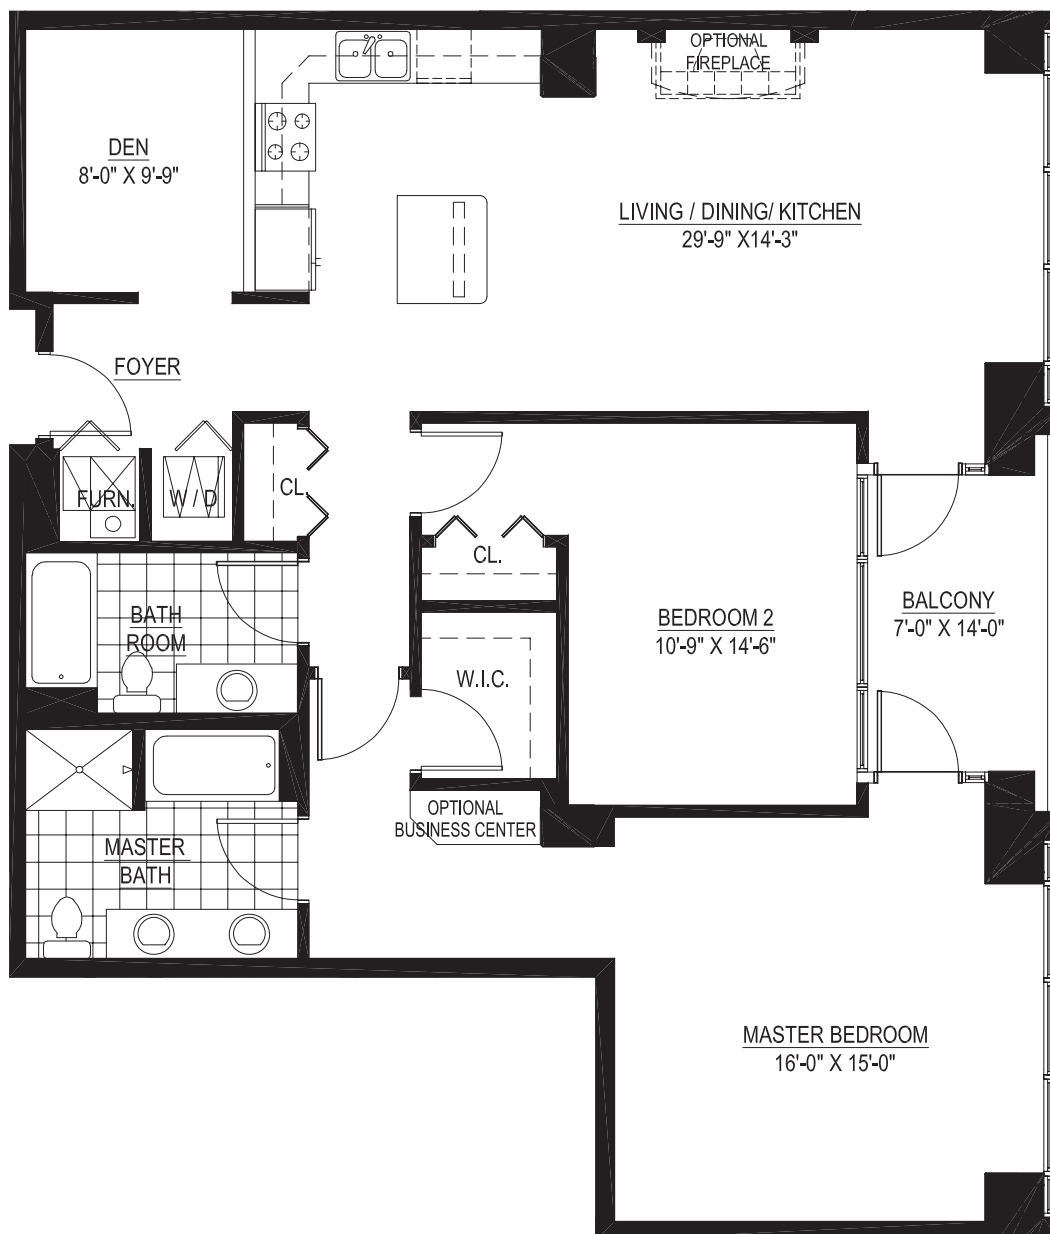 OPTIONAL
FIREPLACE
DEN
8'-0" X 9'-9"
LIVING / DINING/ KITCHEN
29'-9" X14'-3"
FOYER
FURN.
W / D
CL.
CL.
BATH
ROOM
W.I.C.
BEDROOM 2
10'-9" X 14'-6"
BALCONY
7'-0" X 14'-0"
OPTIONAL
BUSINESS CENTER
MASTER
BATH
MASTER BEDROOM
16'-0" X 15'-0"